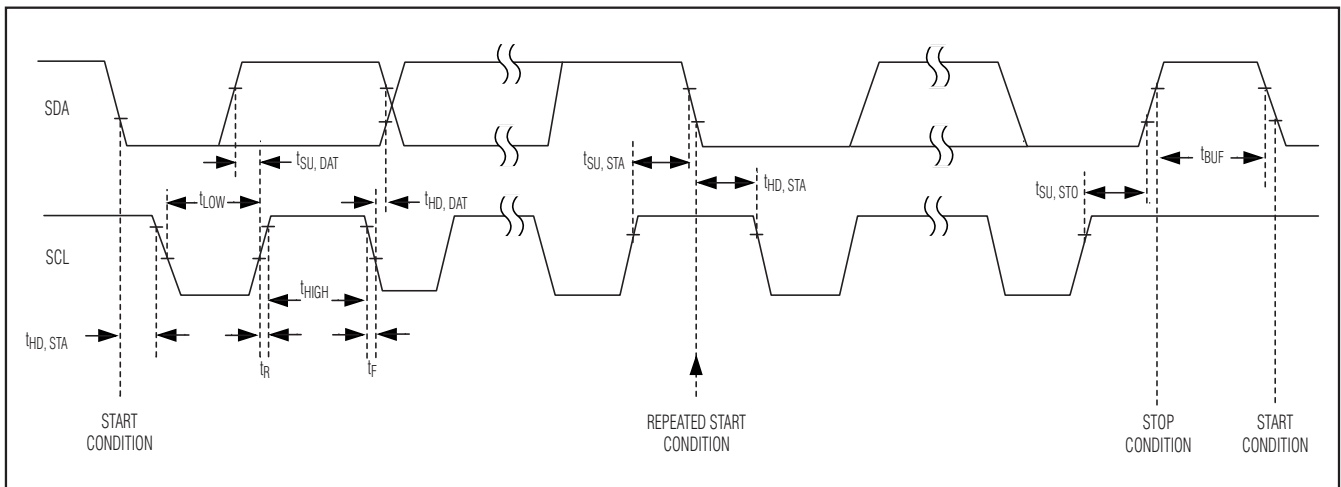 SDA
tSU, DAT
tSU, STA
tBUF
tHD, STA
tSU, STO
tLOW
tHD, DAT
SCL
tHIGH
tHD, STA
tR
tF
START
CONDITION
REPEATED START
CONDITION
STOP
CONDITION
START
CONDITION